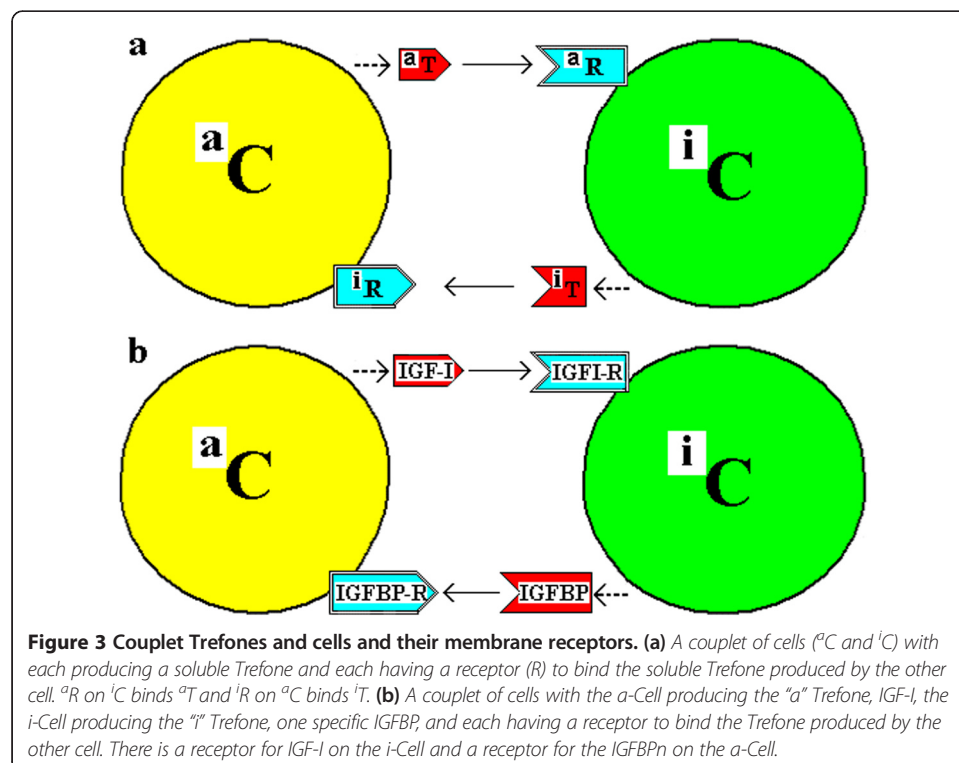 a
aT
aR
aC
iC
iR
iT
b
IGF-I
IGFI-R
aC
iC
IGFBP-R
IGFBP
Figure 3 Couplet Trefones and cells and their membrane receptors. (a) A couplet of cells (ᵃC and ⁱC) with
each producing a soluble Trefone and each having a receptor (R) to bind the soluble Trefone produced by the other
cell. ᵃR on ⁱC binds ᵃT and ⁱR on ᵃC binds ⁱT. (b) A couplet of cells with the a-Cell producing the “a” Trefone, IGF-I, the
i-Cell producing the “i” Trefone, one specific IGFBP, and each having a receptor to bind the Trefone produced by the
other cell. There is a receptor for IGF-I on the i-Cell and a receptor for the IGFBPn on the a-Cell.